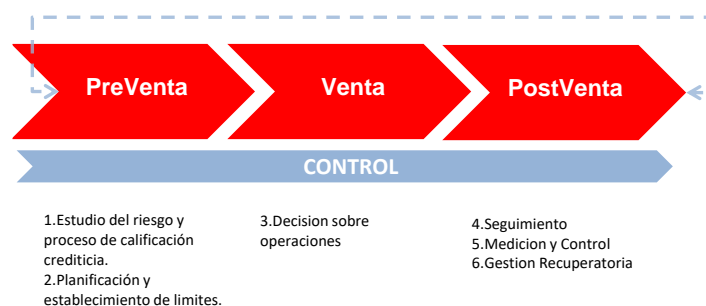 PreVenta
Venta
PostVenta
CONTROL
1.Estudio del riesgo y
proceso de calificación
crediticia.
2.Planificación y
establecimiento de limites.
3.Decision sobre
operaciones
4.Seguimiento
5.Medicion y Control
6.Gestion Recuperatoria